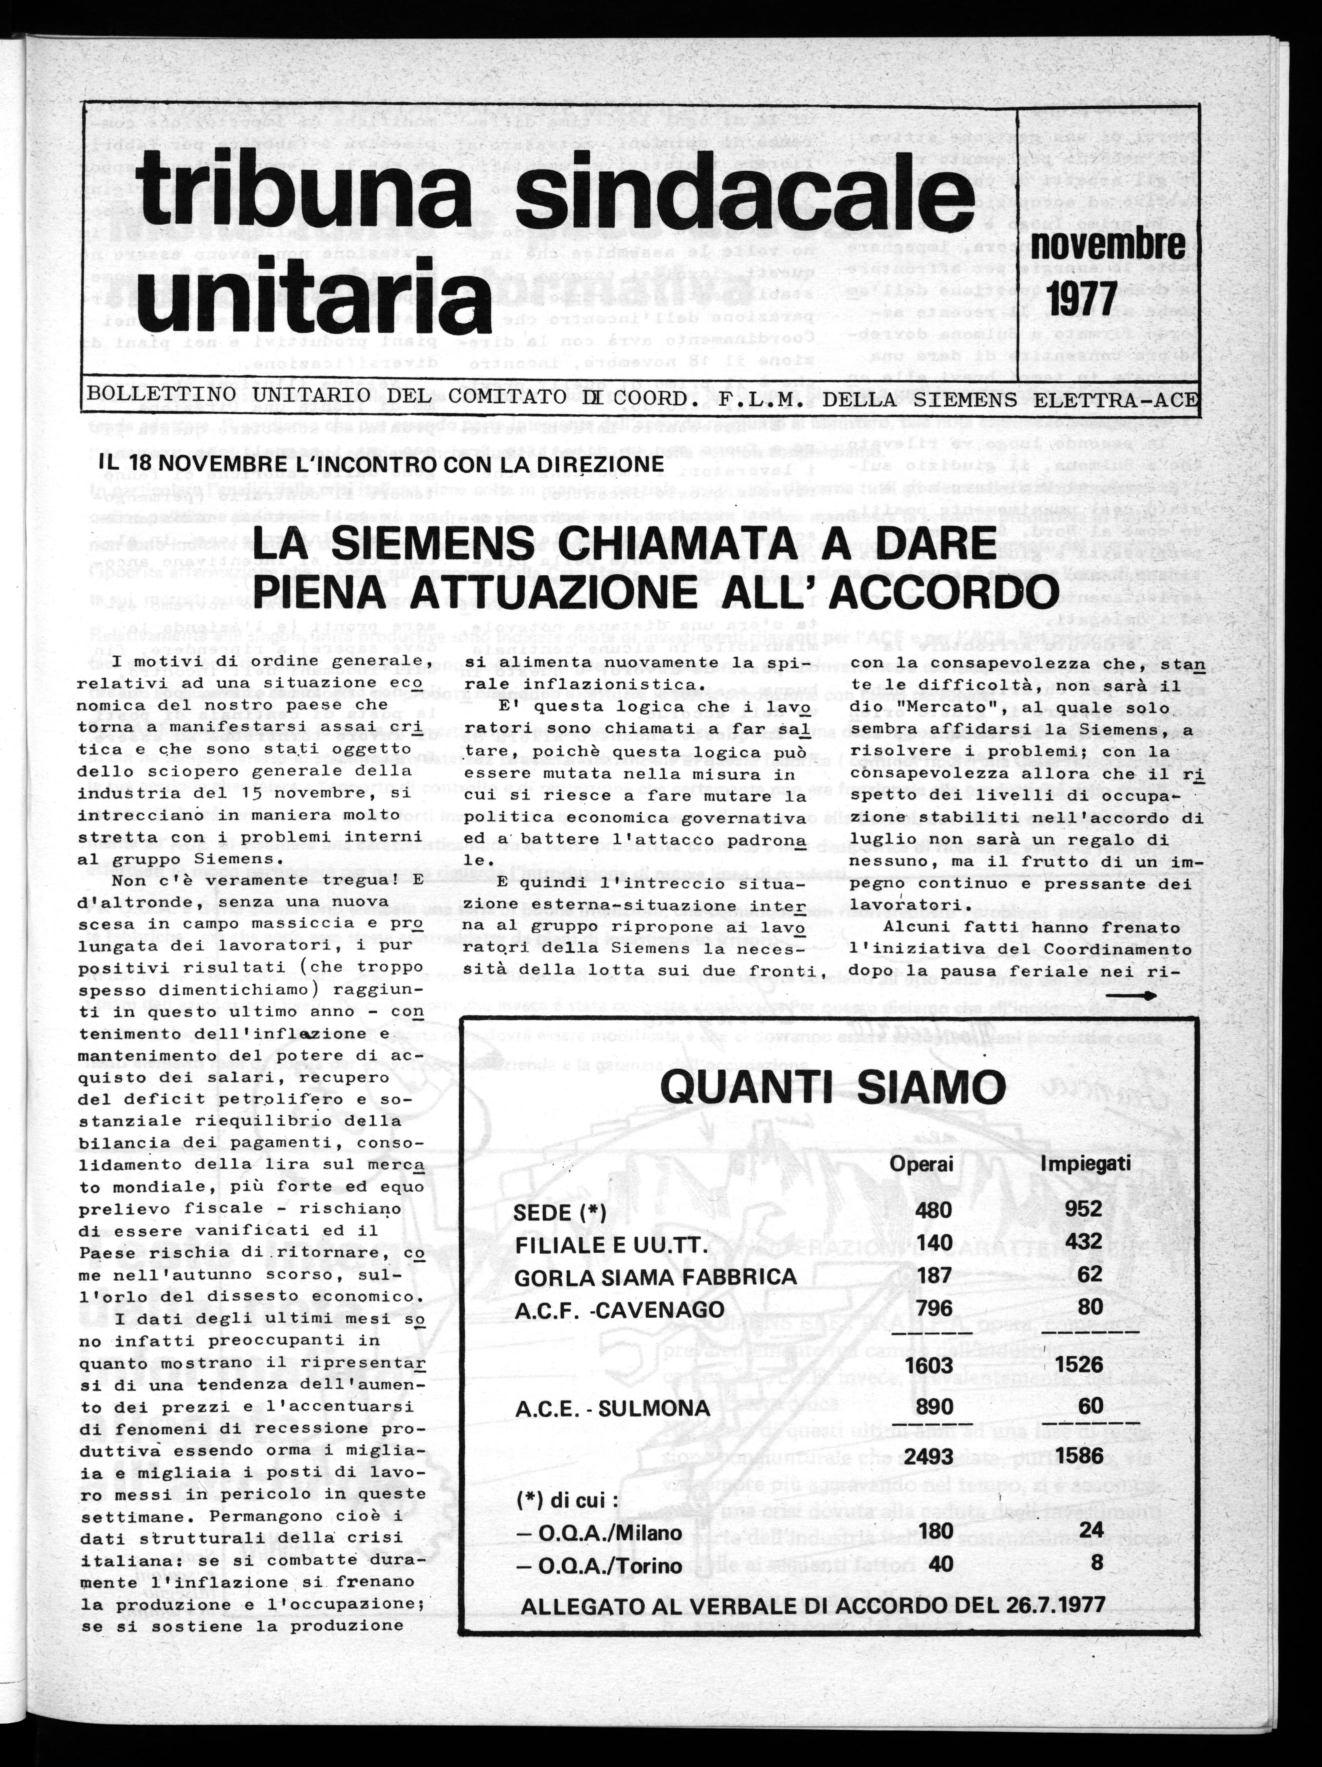 tribuna sindacale
unitaria
novembre
1977
BOLLETTINO UNITARIO DEL COMITATO DI COORD. F.L.M. DELLA SIEMENS ELETTRA-ACE
IL 18 NOVEMBRE L'INCONTRO CON LA DIREZIONE
LA SIEMENS CHIAMATA A DARE
PIENA ATTUAZIONE ALL'ACCORDO
I motivi di ordine generale,
relativi ad una situazione eco
nomica del nostro paese che
torna a manifestarsi assai cri
tica e che sono stati oggetto
dello sciopero generale della
industria del 15 novembre, si
intrecciano in maniera molto
stretta con i problemi interni
al gruppo Siemens.
Non c'è veramente tregua! E
d'altronde, senza una nuova
scesa in campo massiccia e pro
lungata dei lavoratori, i pur
positivi risultati (che troppo
spesso dimentichiamo) raggiun-
ti in questo ultimo anno - con
tenimento dell'inflazione e
mantenimento del potere di ac-
quisto dei salari, recupero
del deficit petrolifero e so-
stanziale riequilibrio della
bilancia dei pagamenti, conso-
lidamento della lira sul merca
to mondiale, più forte ed equo
prelievo fiscale - rischiano
di essere vanificati ed il
Paese rischia di ritornare, co
me nell'autunno scorso, sul-
l'orlo del dissesto economico.
I dati degli ultimi mesi so
no infatti preoccupanti in
quanto mostrano il ripresentar
si di una tendenza dell'aumen-
to dei prezzi e l'accentuarsi
di fenomeni di recessione pro-
duttiva essendo orma i miglia-
ia e migliaia i posti di lavo-
ro messi in pericolo in queste
settimane. Permangono cioè i
dati strutturali della crisi
italiana: se si combatte dura-
mente l'inflazione si frenano
la produzione e l'occupazione;
se si sostiene la produzione
si alimenta nuovamente la spi-
rale inflazionistica.
E' questa logica che i lavo
ratori sono chiamati a far sal
tare, poichè questa logica può
essere mutata nella misura in
cui si riesce a fare mutare la
politica economica governativa
ed a battere l'attacco padrona
le.
E quindi l'intreccio situa-
zione esterna-situazione inter
na al gruppo ripropone ai lavo
ratori della Siemens la neces-
sità della lotta sui due fronti,
con la consapevolezza che, stan
te le difficoltà, non sarà il
dio "Mercato", al quale solo
sembra affidarsi la Siemens, a
risolvere i problemi; con la
consapevolezza allora che il ri
spetto dei livelli di occupa-
zione stabiliti nell'accordo di
luglio non sarà un regalo di
nessuno, ma il frutto di un im-
pegno continuo e pressante dei
lavoratori.
Alcuni fatti hanno frenato
l'iniziativa del Coordinamento
dopo la pausa feriale nei ri-
QUANTI SIAMO
Operai Impiegati
SEDE (*) 480 952
FILIALE E UU.TT. 140 432
GORLA SIAMA FABBRICA 187 62
A.C.F. -CAVENAGO 796 80
1603 1526
A.C.E. - SULMONA 890 60
2493 1586
(*) di cui :
– O.Q.A./Milano 180 24
– O.Q.A./Torino 40 8
ALLEGATO AL VERBALE DI ACCORDO DEL 26.7.1977